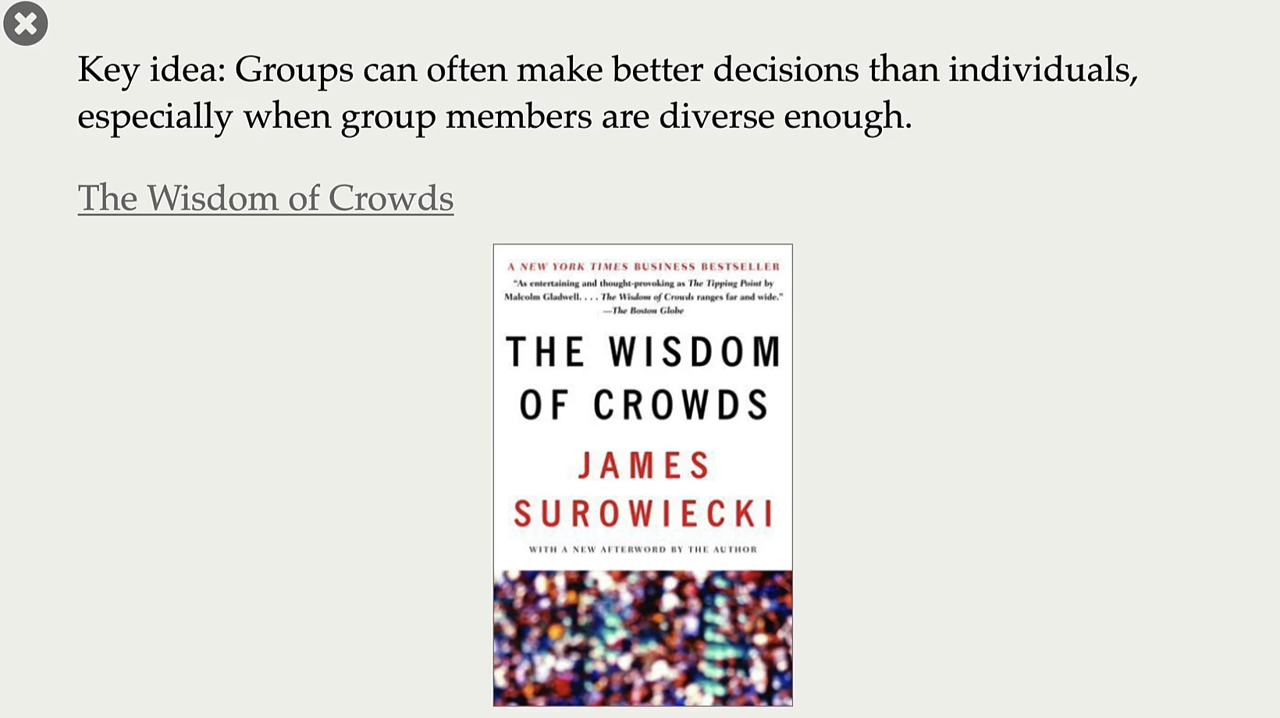 Key idea: Groups can often make better decisions than individuals,
especially when group members are diverse enough.
The Wisdom of Crowds
A NEW YORK TIMES BUSINESS BESTSELLER
"As entertaining and thought-provoking as The Tipping Point by
Malcolm Gladwell. . . . The Wisdom of Crowds ranges far and wide."
—The Boston Globe
THE WISDOM
OF CROWDS
JAMES
SUROWIECKI
WITH A NEW AFTERWORD BY THE AUTHOR